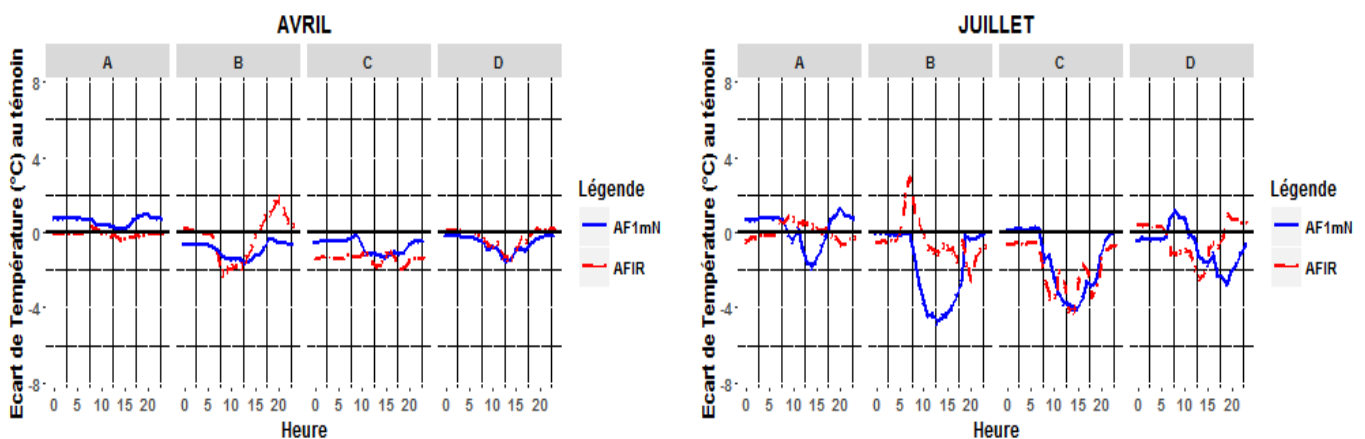 AVRIL
A B C D
Ecart de Température (°C) au témoin
8
4
0
-4
-8
0 5 10 15 20 0 5 10 15 20 0 5 10 15 20 0 5 10 15 20
Heure
Légende
AF1mN
AFIR
JUILLET
A B C D
Ecart de Température (°C) au témoin
8
4
0
-4
-8
0 5 10 15 20 0 5 10 15 20 0 5 10 15 20 0 5 10 15 20
Heure
Légende
AF1mN
AFIR